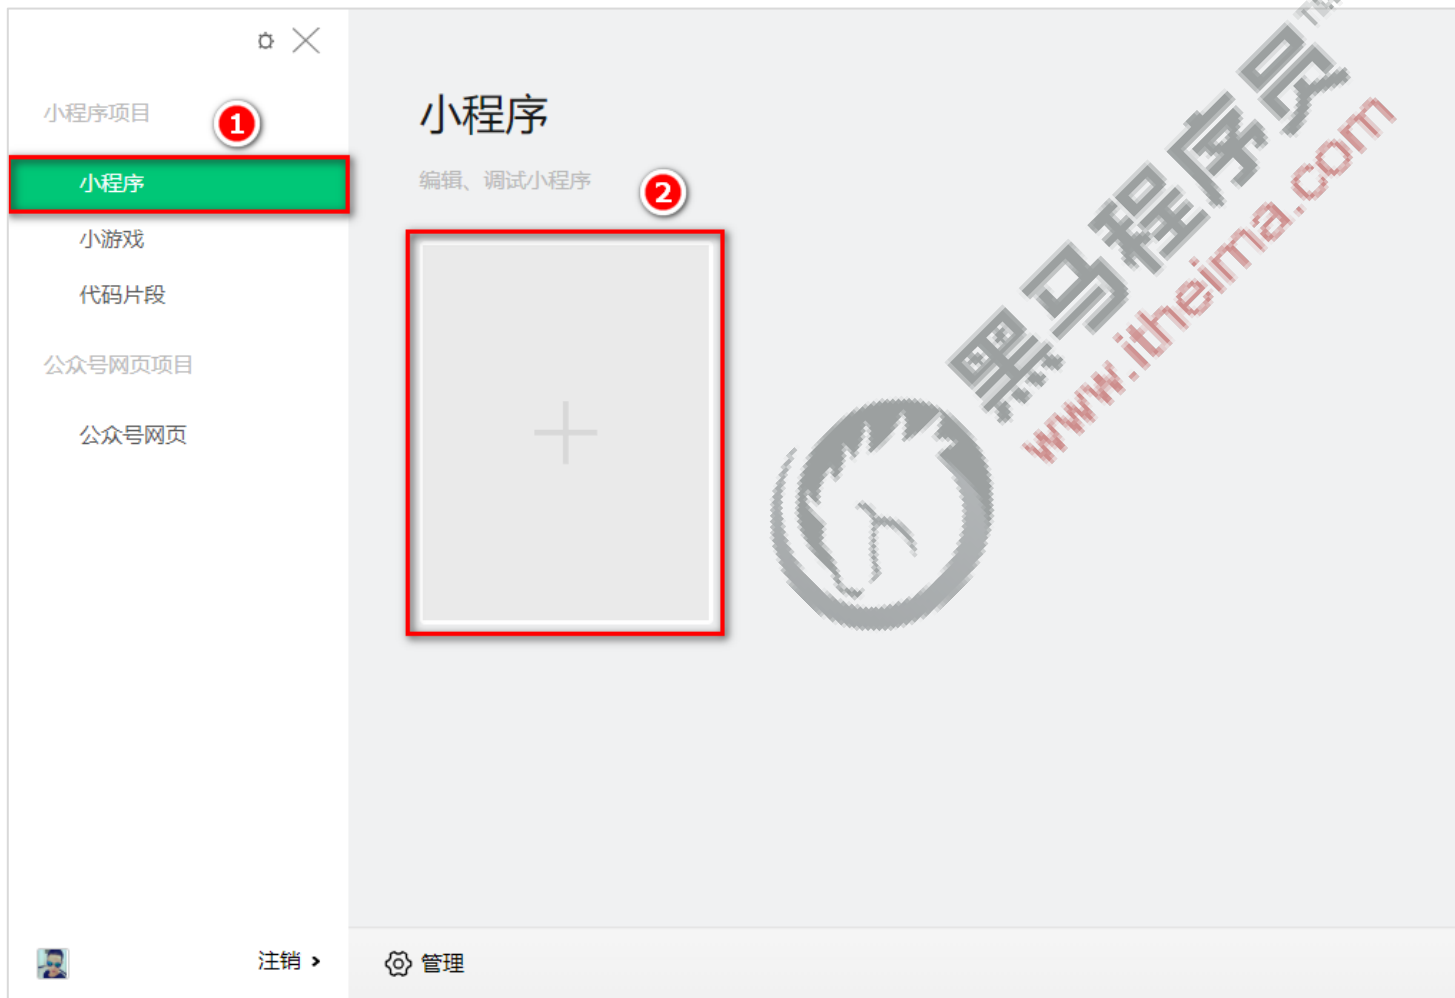 小程序项目
1
小程序
小游戏
代码片段
公众号网页项目
公众号网页
注销
小程序
编辑、调试小程序
2
管理
黑马程序员™
www.itheima.com